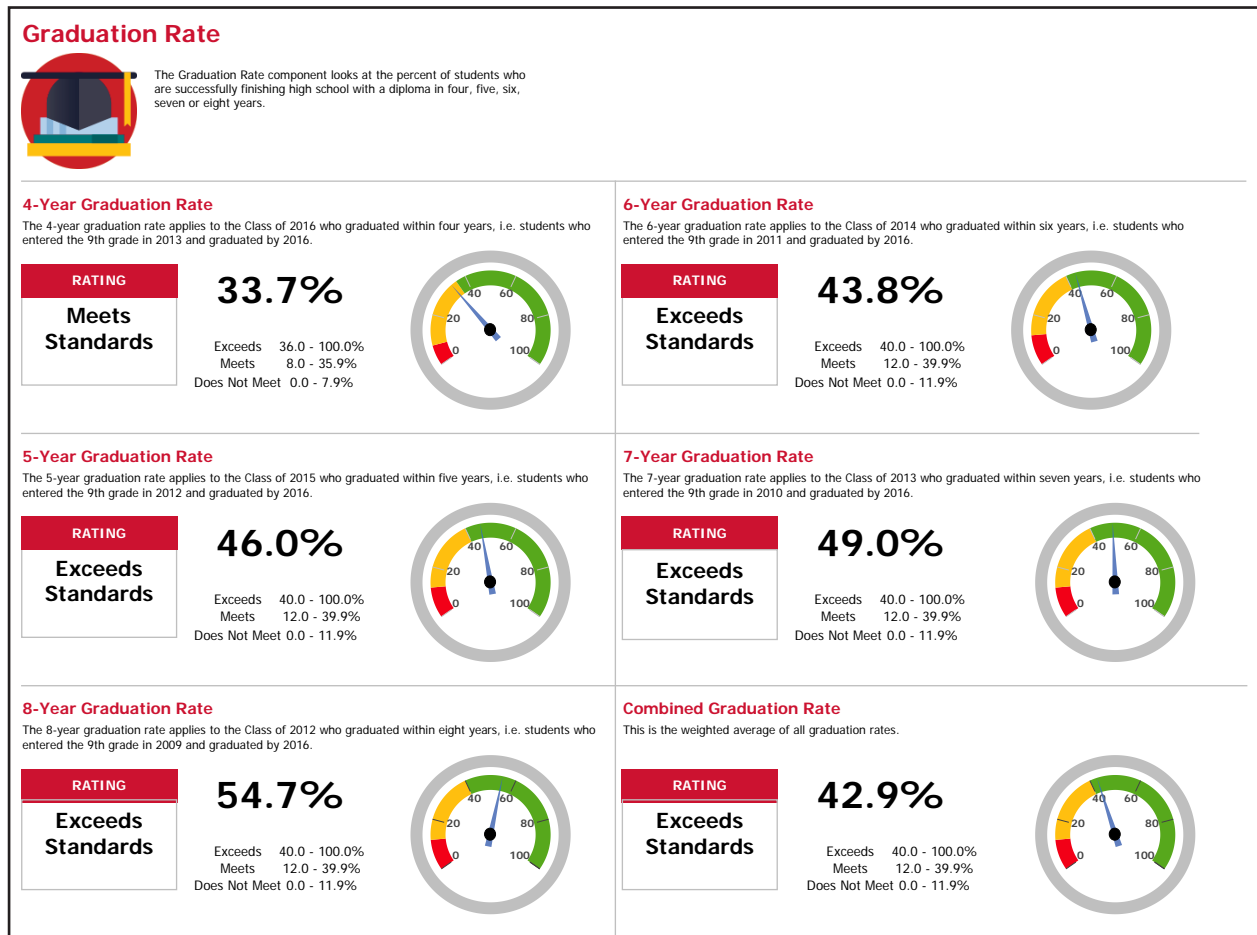 Graduation Rate
The Graduation Rate component looks at the percent of students who
are successfully finishing high school with a diploma in four, five, six,
seven or eight years.
4-Year Graduation Rate
The 4-year graduation rate applies to the Class of 2016 who graduated within four years, i.e. students who
entered the 9th grade in 2013 and graduated by 2016.
RATING
Meets
Standards
33.7%
Exceeds 36.0 - 100.0%
Meets 8.0 - 35.9%
Does Not Meet 0.0 - 7.9%
0 20 40 60 80 100
6-Year Graduation Rate
The 6-year graduation rate applies to the Class of 2014 who graduated within six years, i.e. students who
entered the 9th grade in 2011 and graduated by 2016.
RATING
Exceeds
Standards
43.8%
Exceeds 40.0 - 100.0%
Meets 12.0 - 39.9%
Does Not Meet 0.0 - 11.9%
0 20 40 60 80 100
5-Year Graduation Rate
The 5-year graduation rate applies to the Class of 2015 who graduated within five years, i.e. students who
entered the 9th grade in 2012 and graduated by 2016.
RATING
Exceeds
Standards
46.0%
Exceeds 40.0 - 100.0%
Meets 12.0 - 39.9%
Does Not Meet 0.0 - 11.9%
0 20 40 60 80 100
7-Year Graduation Rate
The 7-year graduation rate applies to the Class of 2013 who graduated within seven years, i.e. students who
entered the 9th grade in 2010 and graduated by 2016.
RATING
Exceeds
Standards
49.0%
Exceeds 40.0 - 100.0%
Meets 12.0 - 39.9%
Does Not Meet 0.0 - 11.9%
0 20 40 60 80 100
8-Year Graduation Rate
The 8-year graduation rate applies to the Class of 2012 who graduated within eight years, i.e. students who
entered the 9th grade in 2009 and graduated by 2016.
RATING
Exceeds
Standards
54.7%
Exceeds 40.0 - 100.0%
Meets 12.0 - 39.9%
Does Not Meet 0.0 - 11.9%
0 20 40 60 80 100
Combined Graduation Rate
This is the weighted average of all graduation rates.
RATING
Exceeds
Standards
42.9%
Exceeds 40.0 - 100.0%
Meets 12.0 - 39.9%
Does Not Meet 0.0 - 11.9%
0 20 40 60 80 100